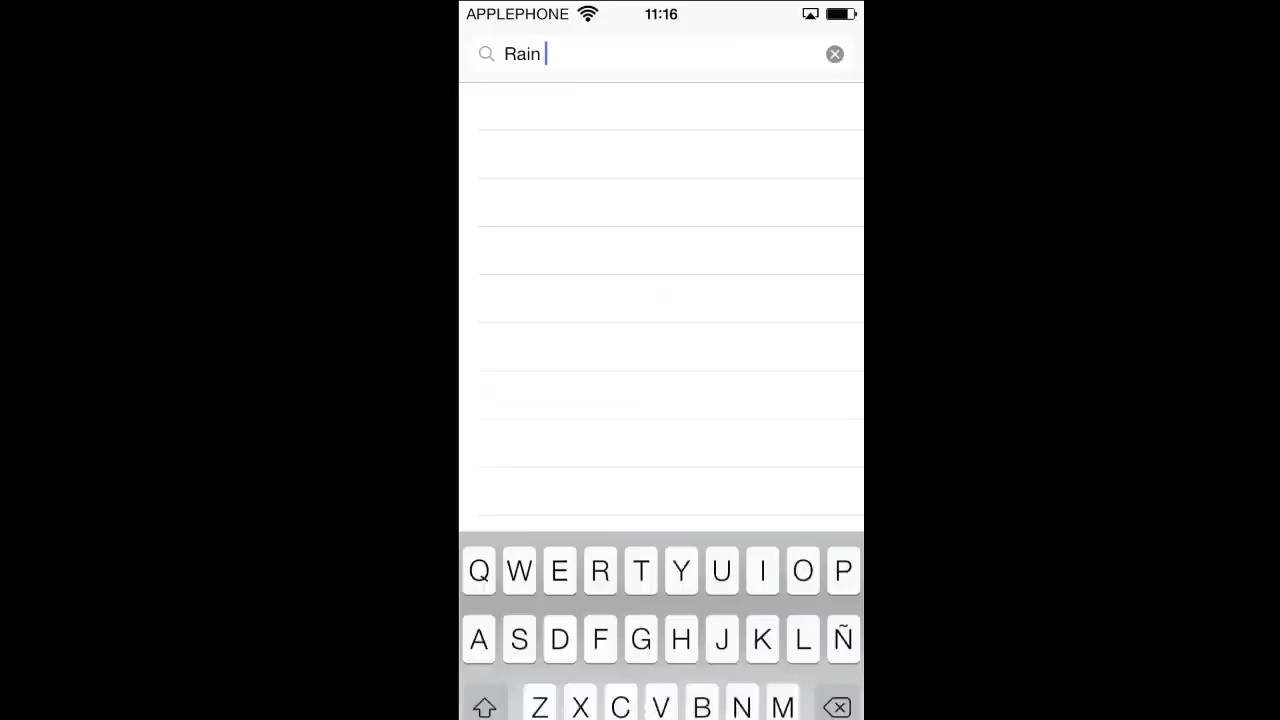 APPLEPHONE 11:16
Rain
Q W E R T Y U I O P
A S D F G H J K L Ñ
Z X C V B N M